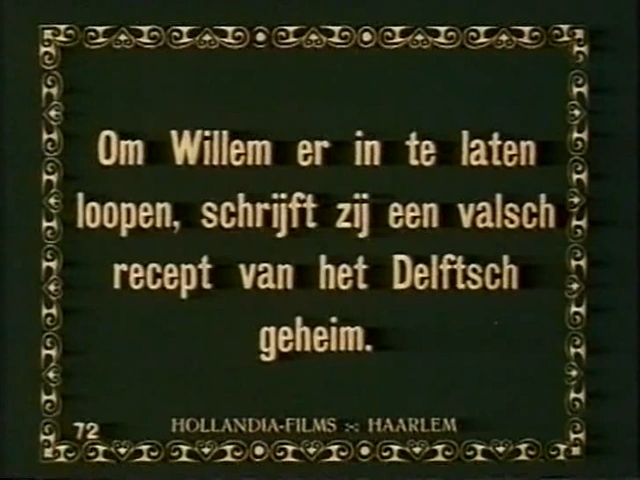 Om Willem er in te laten
loopen, schrijft zij een valsch
recept van het Delftsch
geheim.
72 HOLLANDIA-FILMS :-: HAARLEM